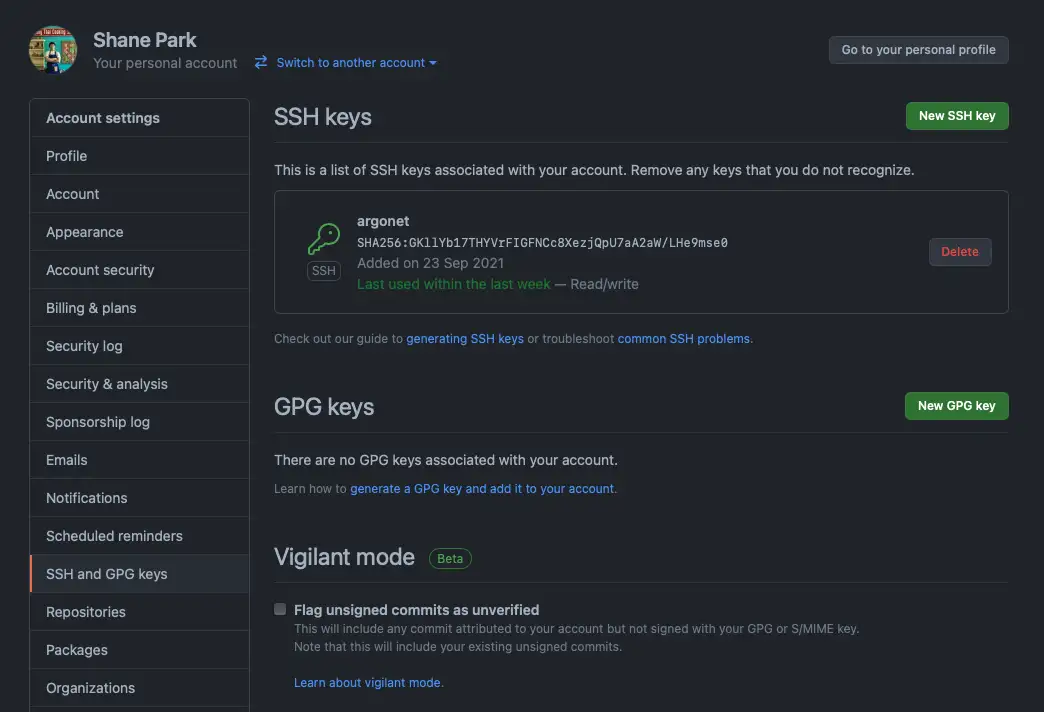 Shane Park
Your personal account
Switch to another account
Go to your personal profile
Account settings
Profile
Account
Appearance
Account security
Billing & plans
Security log
Security & analysis
Sponsorship log
Emails
Notifications
Scheduled reminders
SSH and GPG keys
Repositories
Packages
Organizations
SSH keys
New SSH key
This is a list of SSH keys associated with your account. Remove any keys that you do not recognize.
SSH
argonet
SHA256:GKllYb17THYVrFIGFNCc8XezjQpU7aA2aW/LHe9mse0
Added on 23 Sep 2021
Last used within the last week — Read/write
Delete
Check out our guide to generating SSH keys or troubleshoot common SSH problems.
GPG keys
New GPG key
There are no GPG keys associated with your account.
Learn how to generate a GPG key and add it to your account.
Vigilant mode Beta
Flag unsigned commits as unverified
This will include any commit attributed to your account but not signed with your GPG or S/MIME key.
Note that this will include your existing unsigned commits.
Learn about vigilant mode.